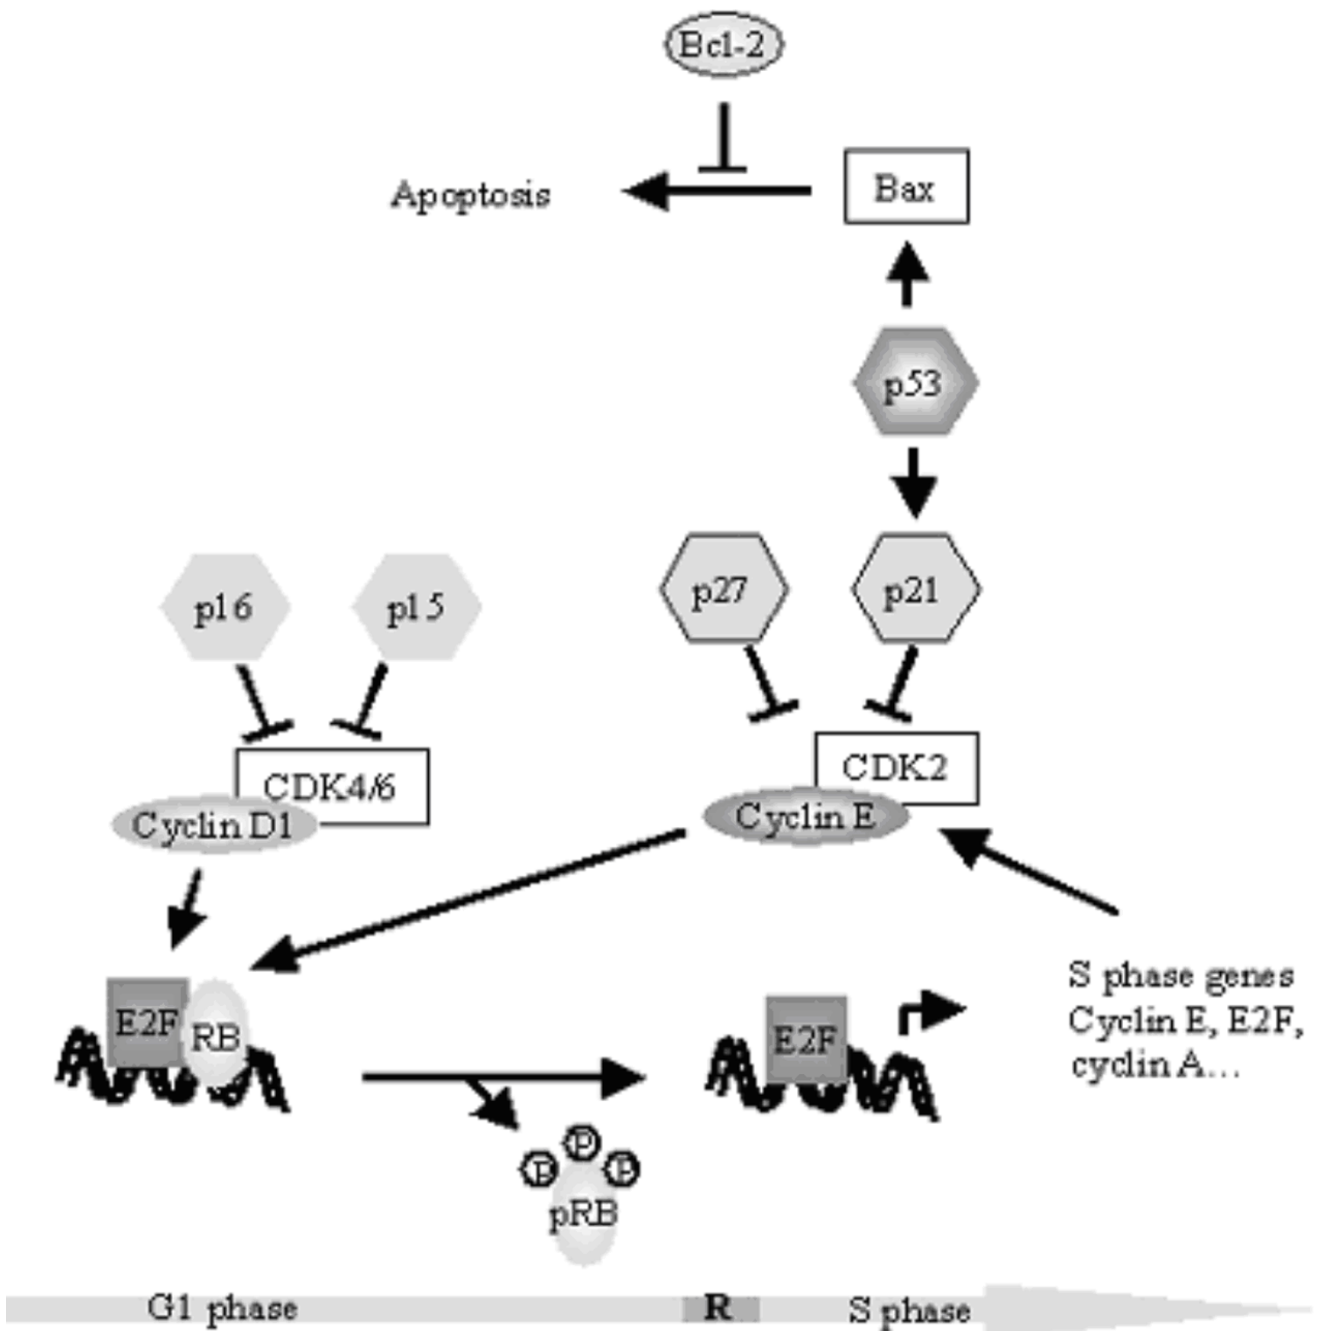 Bcl-2
Apoptosis
Bax
p53
p16
p15
p27
p21
CDK4/6
Cyclin D1
CDK2
Cyclin E
E2F
RB
E2F
S phase genes
Cyclin E, E2F,
cyclin A...
P
P
P
pRB
G1 phase
R
S phase